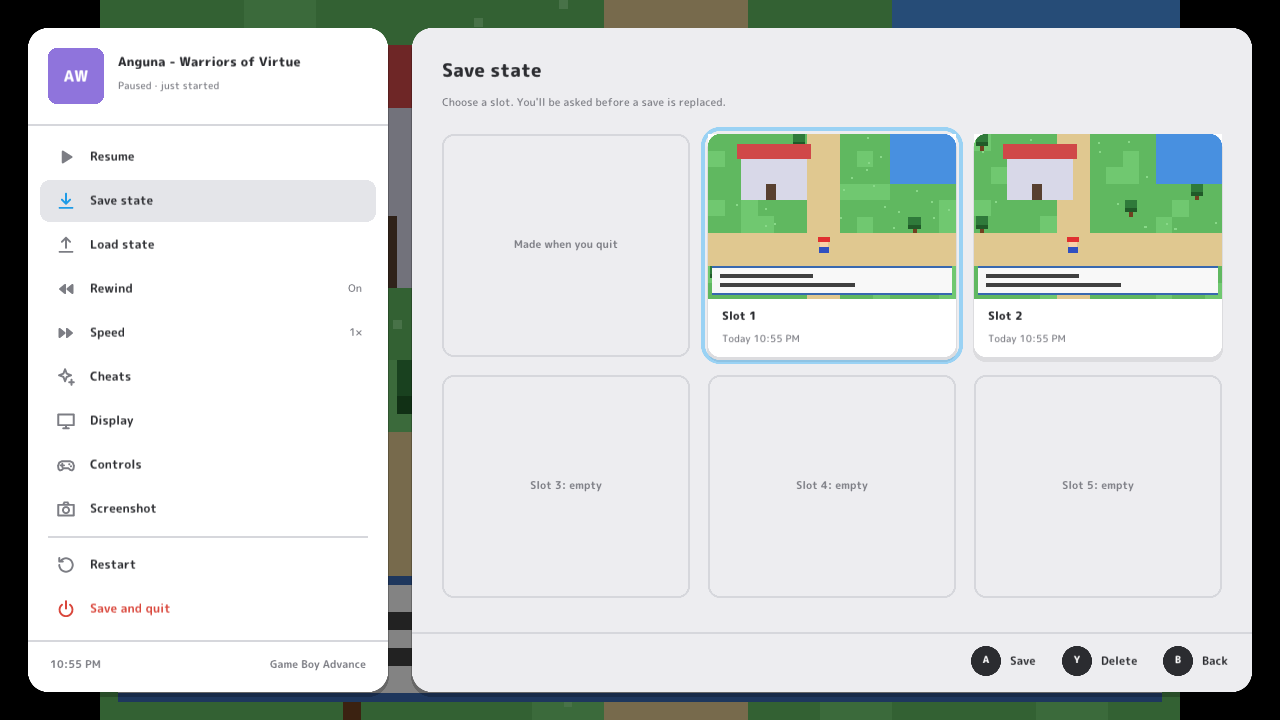 AW
Anguna - Warriors of Virtue
Paused · just started
Resume
Save state
Load state
Rewind On
Speed 1×
Cheats
Display
Controls
Screenshot
Restart
Save and quit
10:55 PM Game Boy Advance
Save state
Choose a slot. You'll be asked before a save is replaced.
Made when you quit
Slot 1
Today 10:55 PM
Slot 2
Today 10:55 PM
Slot 3: empty
Slot 4: empty
Slot 5: empty
A Save Y Delete B Back